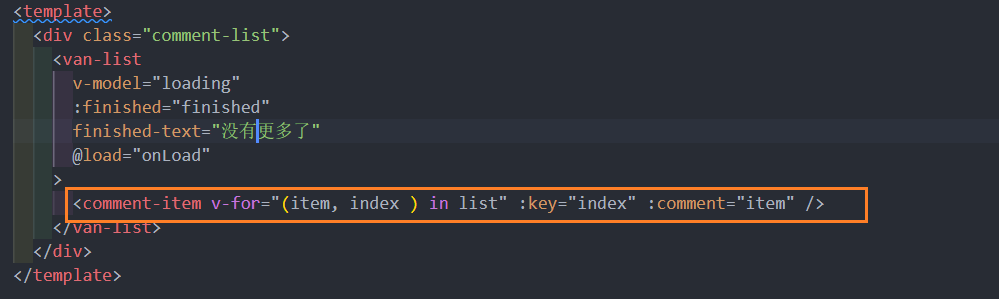 <template>
<div class="comment-list">
<van-list
v-model="loading"
:finished="finished"
finished-text="没有更多了"
@load="onLoad"
>
<comment-item v-for="(item, index ) in list" :key="index" :comment="item" />
</van-list>
</div>
</template>